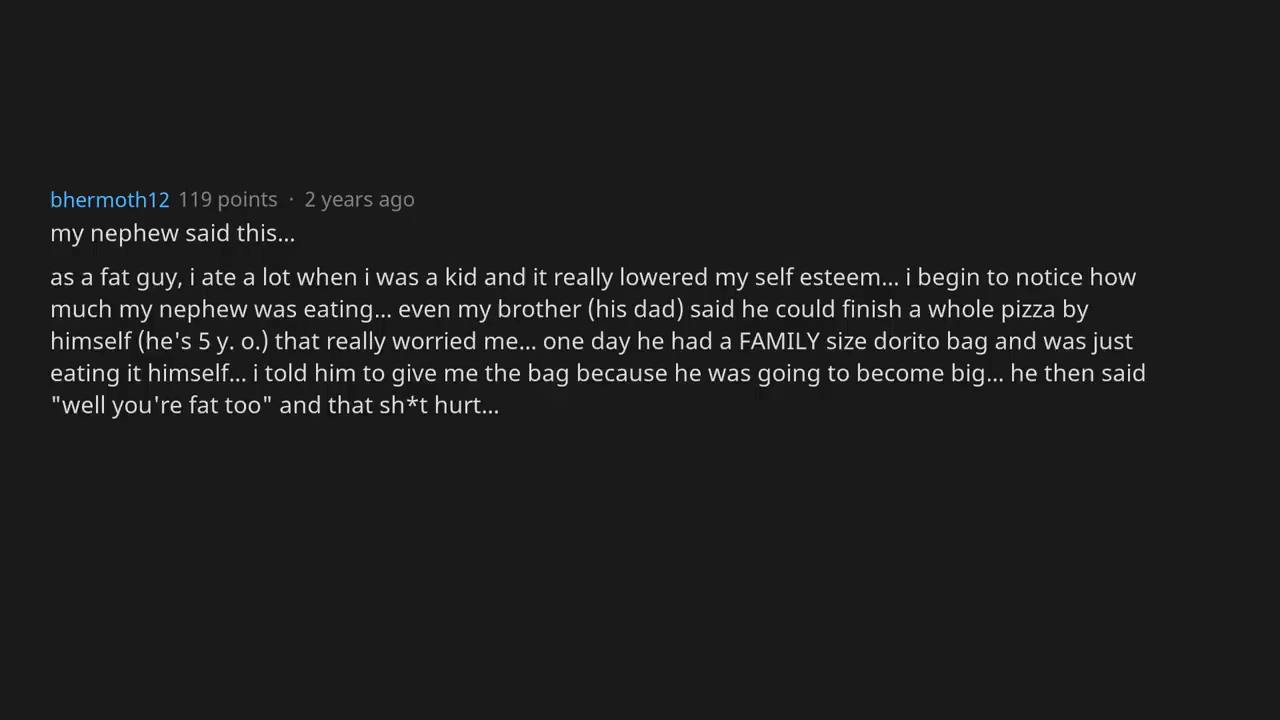 bhermoth12 119 points · 2 years ago
my nephew said this...
as a fat guy, i ate a lot when i was a kid and it really lowered my self esteem... i begin to notice how
much my nephew was eating... even my brother (his dad) said he could finish a whole pizza by
himself (he's 5 y. o.) that really worried me... one day he had a FAMILY size dorito bag and was just
eating it himself... i told him to give me the bag because he was going to become big... he then said
"well you're fat too" and that sh*t hurt...